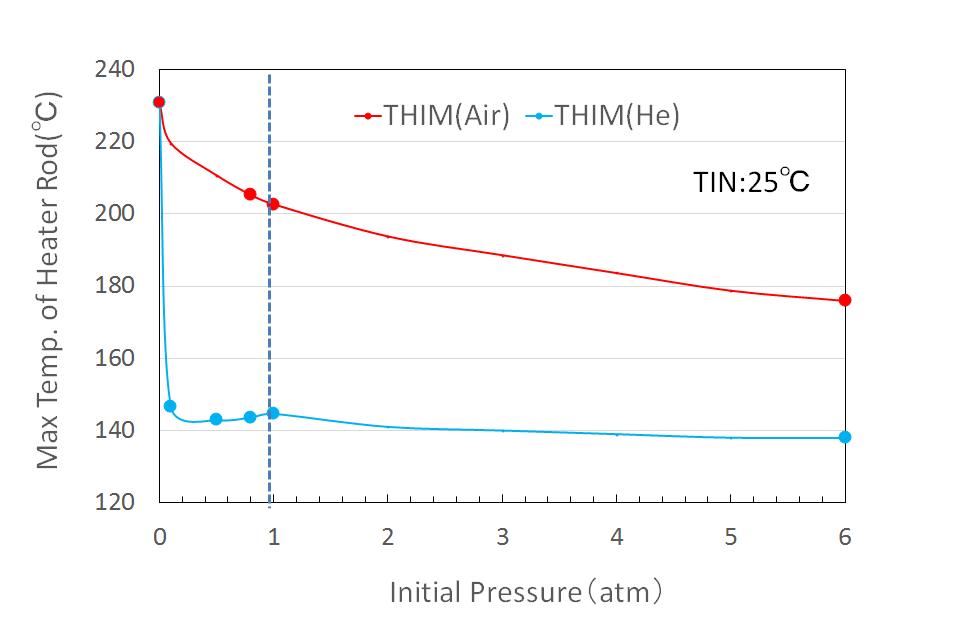 Max Temp. of Heater Rod(℃)
240
220
200
180
160
140
120
THIM(Air)
THIM(He)
TIN:25℃
0 1 2 3 4 5 6
Initial Pressure（atm）